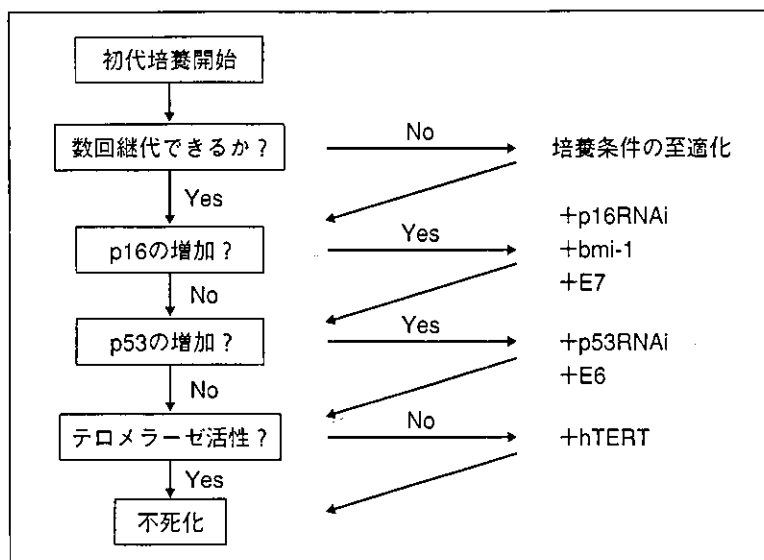 初代培養開始
数回継代できるか？
No
培養条件の至適化
Yes
p16の増加？
Yes
+p16RNAi
+bmi-1
+E7
No
p53の増加？
Yes
+p53RNAi
+E6
No
テロメラーゼ活性？
No
+hTERT
Yes
不死化